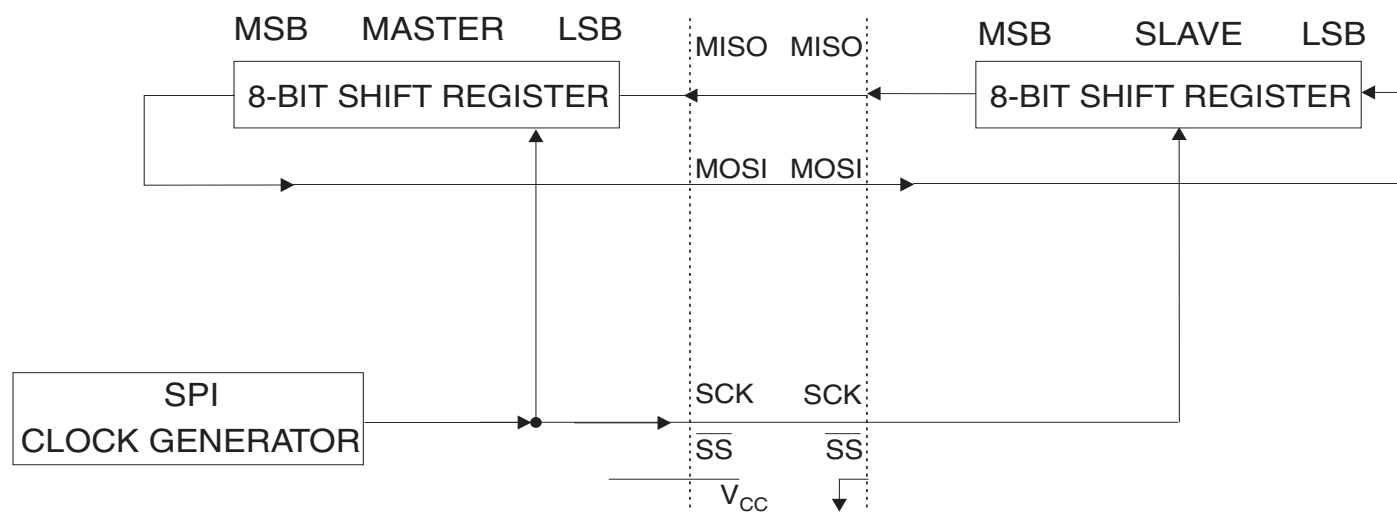 MSB MASTER LSB
MISO MISO
MSB SLAVE LSB
8-BIT SHIFT REGISTER
8-BIT SHIFT REGISTER
MOSI MOSI
SPI
CLOCK GENERATOR
SCK SCK
SS SS
VCC